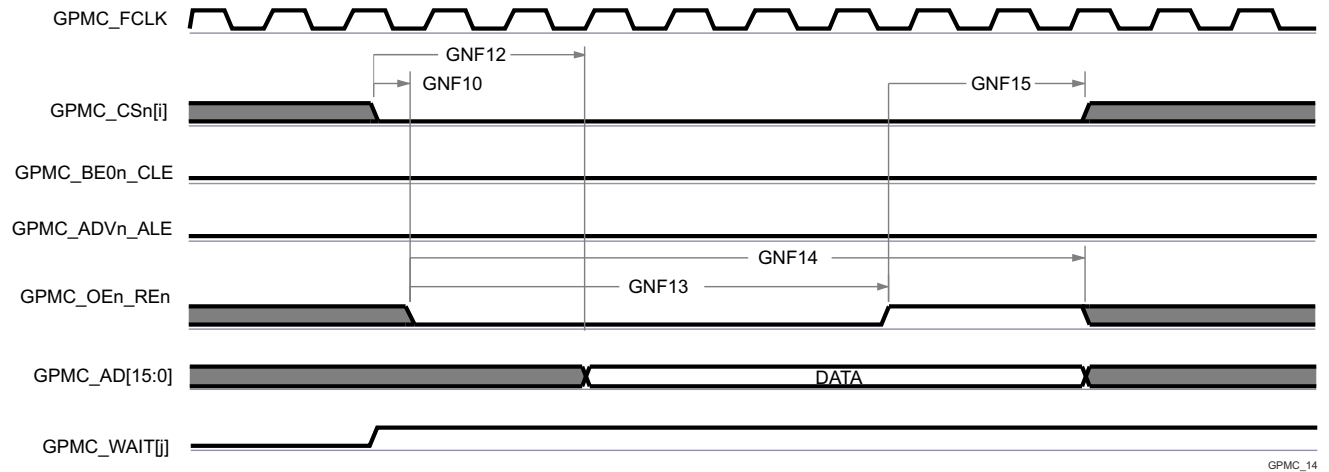 GPMC_FCLK
GNF12
GNF10
GNF15
GPMC_CSn[i]
GPMC_BE0n_CLE
GPMC_ADVn_ALE
GNF14
GNF13
GPMC_OEn_REn
GPMC_AD[15:0]
DATA
GPMC_WAIT[j]
GPMC_14